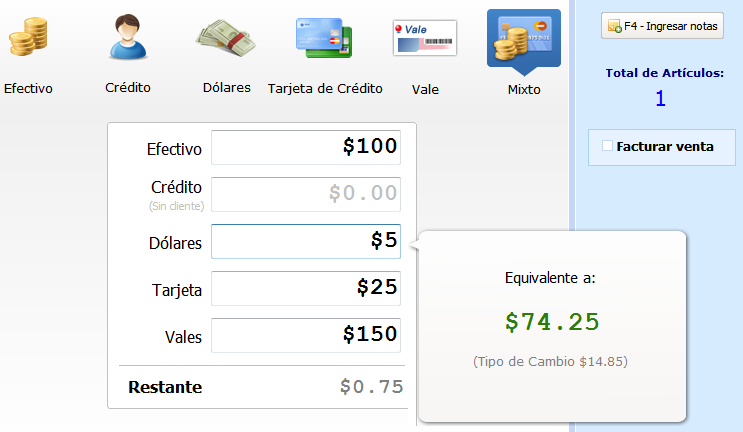 Vale
Efectivo
Crédito
Dólares
Tarjeta de Crédito
Vale
Mixto
F4 - Ingresar notas
Total de Artículos:
1
Facturar venta
Efectivo $100
Crédito $0.00
(Sin cliente)
Dólares $5
Tarjeta $25
Vales $150
Restante $0.75
Equivalente a:
$74.25
(Tipo de Cambio $14.85)